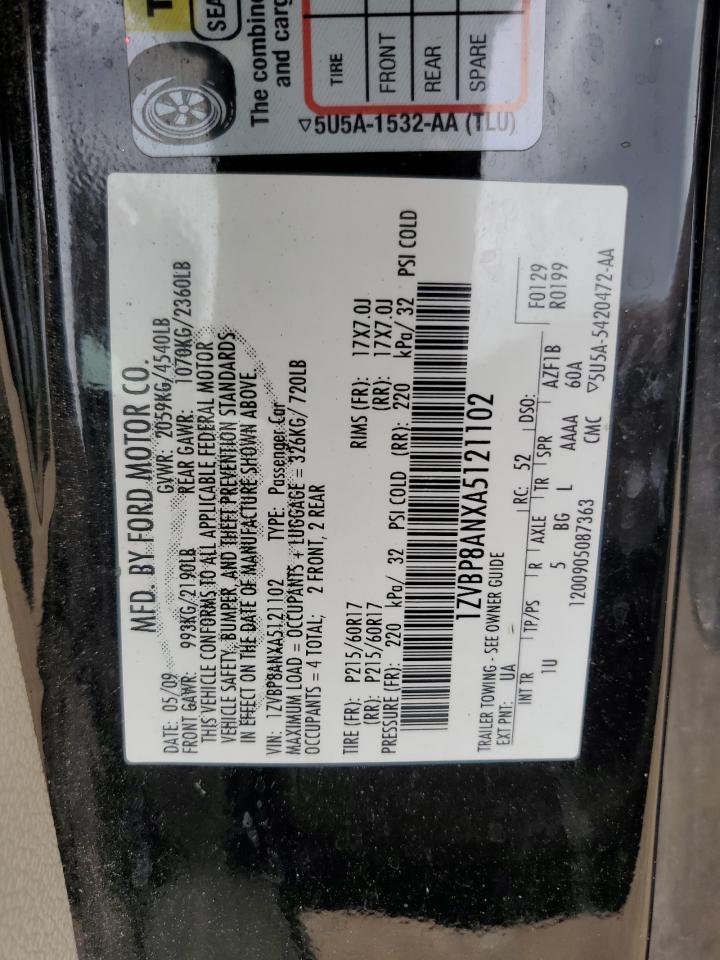 T
SEA
The combine
and carg
TIRE
FRONT
REAR
SPARE
▽5U5A-1532-AA (TLU)
MFD. BY FORD MOTOR CO.
DATE: 05/09 GVWR: 2059KG/4540LB
FRONT GAWR: 993KG/2190LB REAR GAWR: 1070KG/2360LB
THIS VEHICLE CONFORMS TO ALL APPLICABLE FEDERAL MOTOR
VEHICLE SAFETY, BUMPER, AND THEFT PREVENTION STANDARDS
IN EFFECT ON THE DATE OF MANUFACTURE SHOWN ABOVE.
VIN: 1ZVBP8ANXA5121102 TYPE: Passenger Car
MAXIMUM LOAD = OCCUPANTS + LUGGAGE = 326KG/ 720LB
OCCUPANTS = 4 TOTAL; 2 FRONT, 2 REAR
TIRE (FR): P215/60R17 RIMS (FR): 17X7.0J
(RR): P215/60R17 (RR): 17X7.0J
PRESSURE (FR): 220 kPa/ 32 PSI COLD (RR): 220 kPa/ 32 PSI COLD
1ZVBP8ANXA5121102
TRAILER TOWING - SEE OWNER GUIDE
EXT PNT: UA RC: 52 DSO: F0129
R0199
INT TR TP/PS R AXLE TR SPR AZF1B
1U 5 BG L AAAA 60A
1200905087363 CMC ▽5U5A-5420472-AA